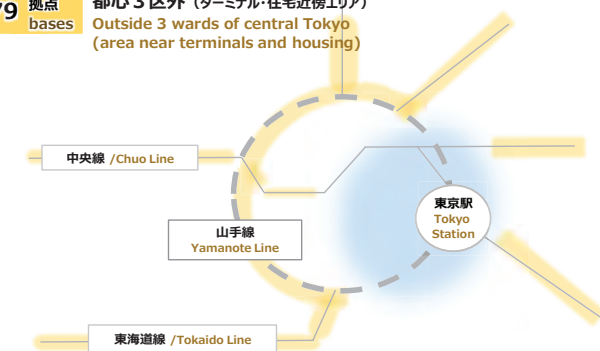 79 拠点 都心3区外（ターミナル・住宅近傍エリア）
bases Outside 3 wards of central Tokyo
(area near terminals and housing)
中央線 /Chuo Line
東京駅
Tokyo
Station
山手線
Yamanote Line
東海道線 /Tokaido Line